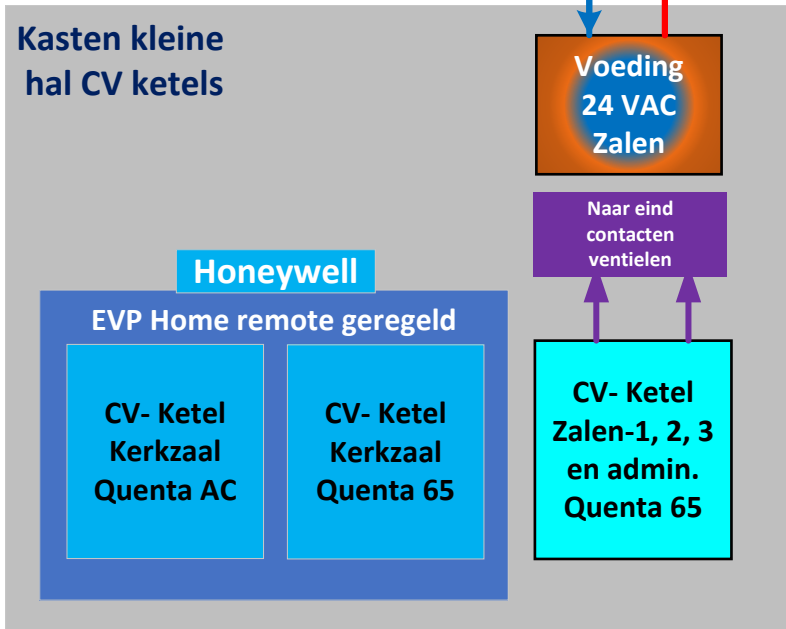 Kasten kleine
hal CV ketels
Voeding
24 VAC
Zalen
Naar eind
contacten
ventielen
Honeywell
EVP Home remote geregeld
CV- Ketel
Kerkzaal
Quenta AC
CV- Ketel
Kerkzaal
Quenta 65
CV- Ketel
Zalen-1, 2, 3
en admin.
Quenta 65